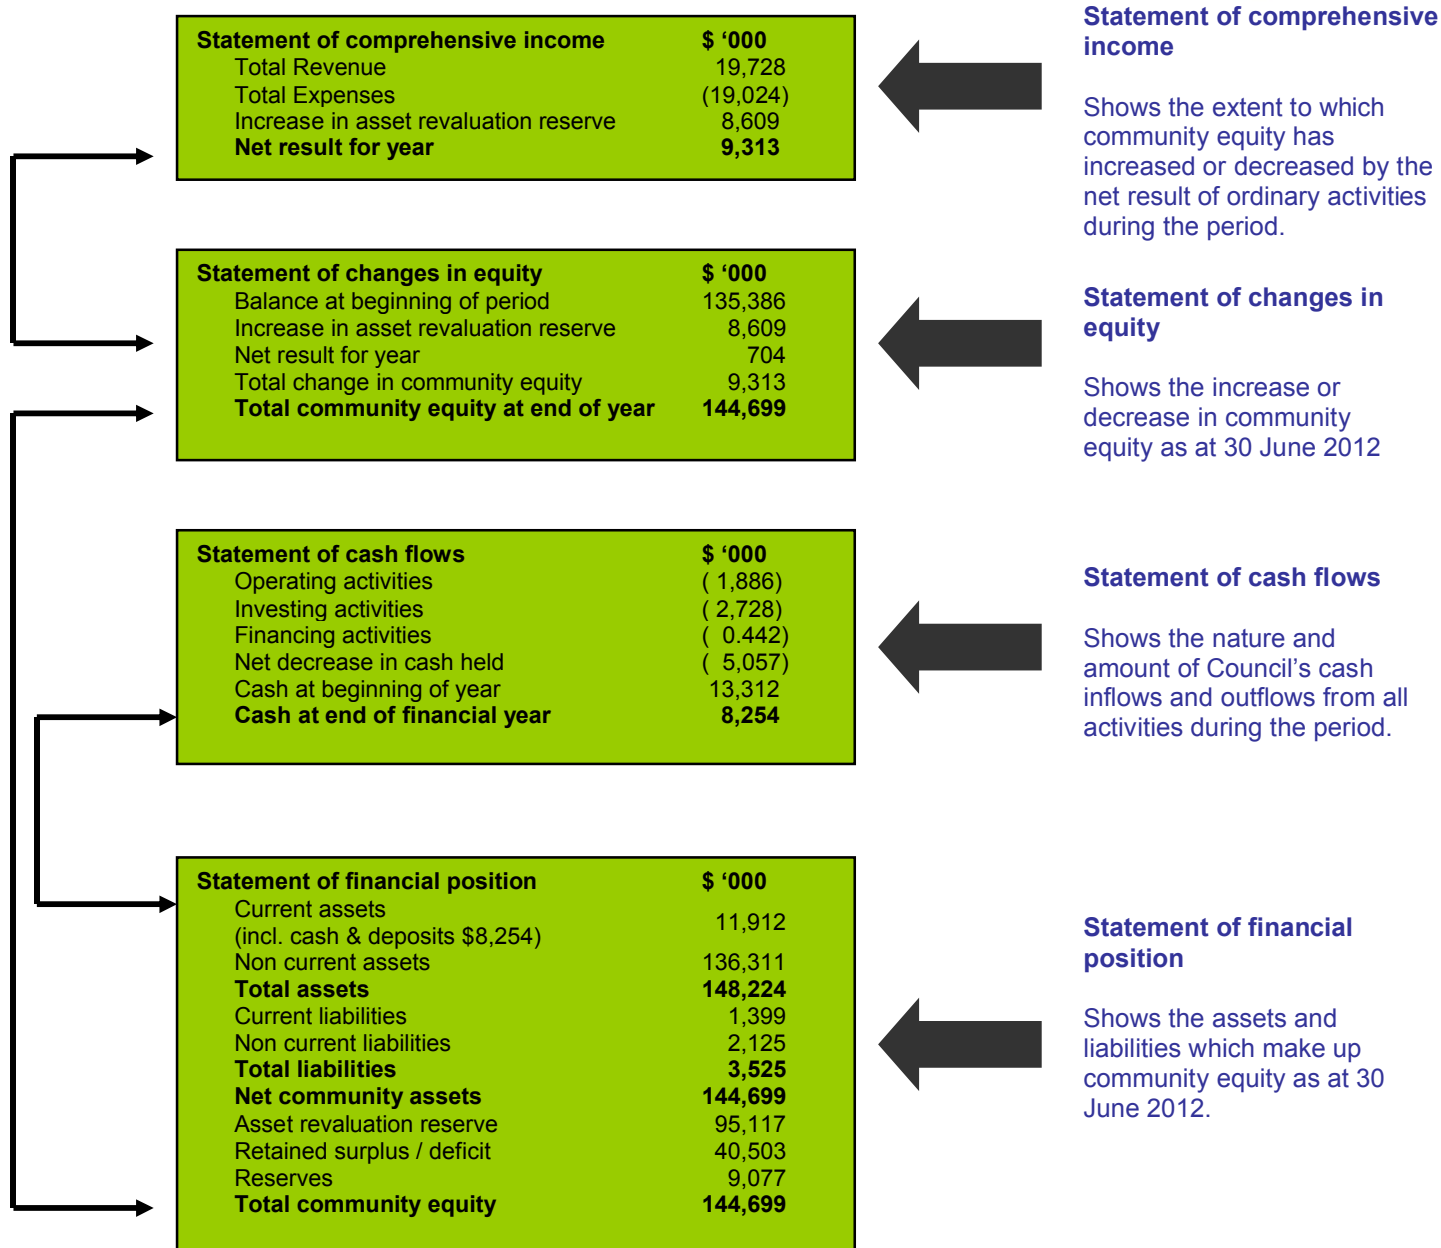 Statement of comprehensive income $ ‘000
Total Revenue 19,728
Total Expenses (19,024)
Increase in asset revaluation reserve 8,609
Net result for year 9,313
Statement of comprehensive
income
Shows the extent to which
community equity has
increased or decreased by the
net result of ordinary activities
during the period.
Statement of changes in equity $ ‘000
Balance at beginning of period 135,386
Increase in asset revaluation reserve 8,609
Net result for year 704
Total change in community equity 9,313
Total community equity at end of year 144,699
Statement of changes in
equity
Shows the increase or
decrease in community
equity as at 30 June 2012
Statement of cash flows $ ‘000
Operating activities ( 1,886)
Investing activities ( 2,728)
Financing activities ( 0.442)
Net decrease in cash held ( 5,057)
Cash at beginning of year 13,312
Cash at end of financial year 8,254
Statement of cash flows
Shows the nature and
amount of Council’s cash
inflows and outflows from all
activities during the period.
Statement of financial position $ ‘000
Current assets
(incl. cash & deposits $8,254) 11,912
Non current assets 136,311
Total assets 148,224
Current liabilities 1,399
Non current liabilities 2,125
Total liabilities 3,525
Net community assets 144,699
Asset revaluation reserve 95,117
Retained surplus / deficit 40,503
Reserves 9,077
Total community equity 144,699
Statement of financial
position
Shows the assets and
liabilities which make up
community equity as at 30
June 2012.